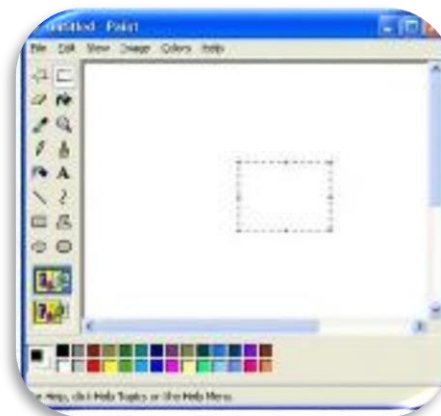 untitled - Paint
File Edit View Image Colors Help
A
For Help, click Help Topics on the Help Menu.